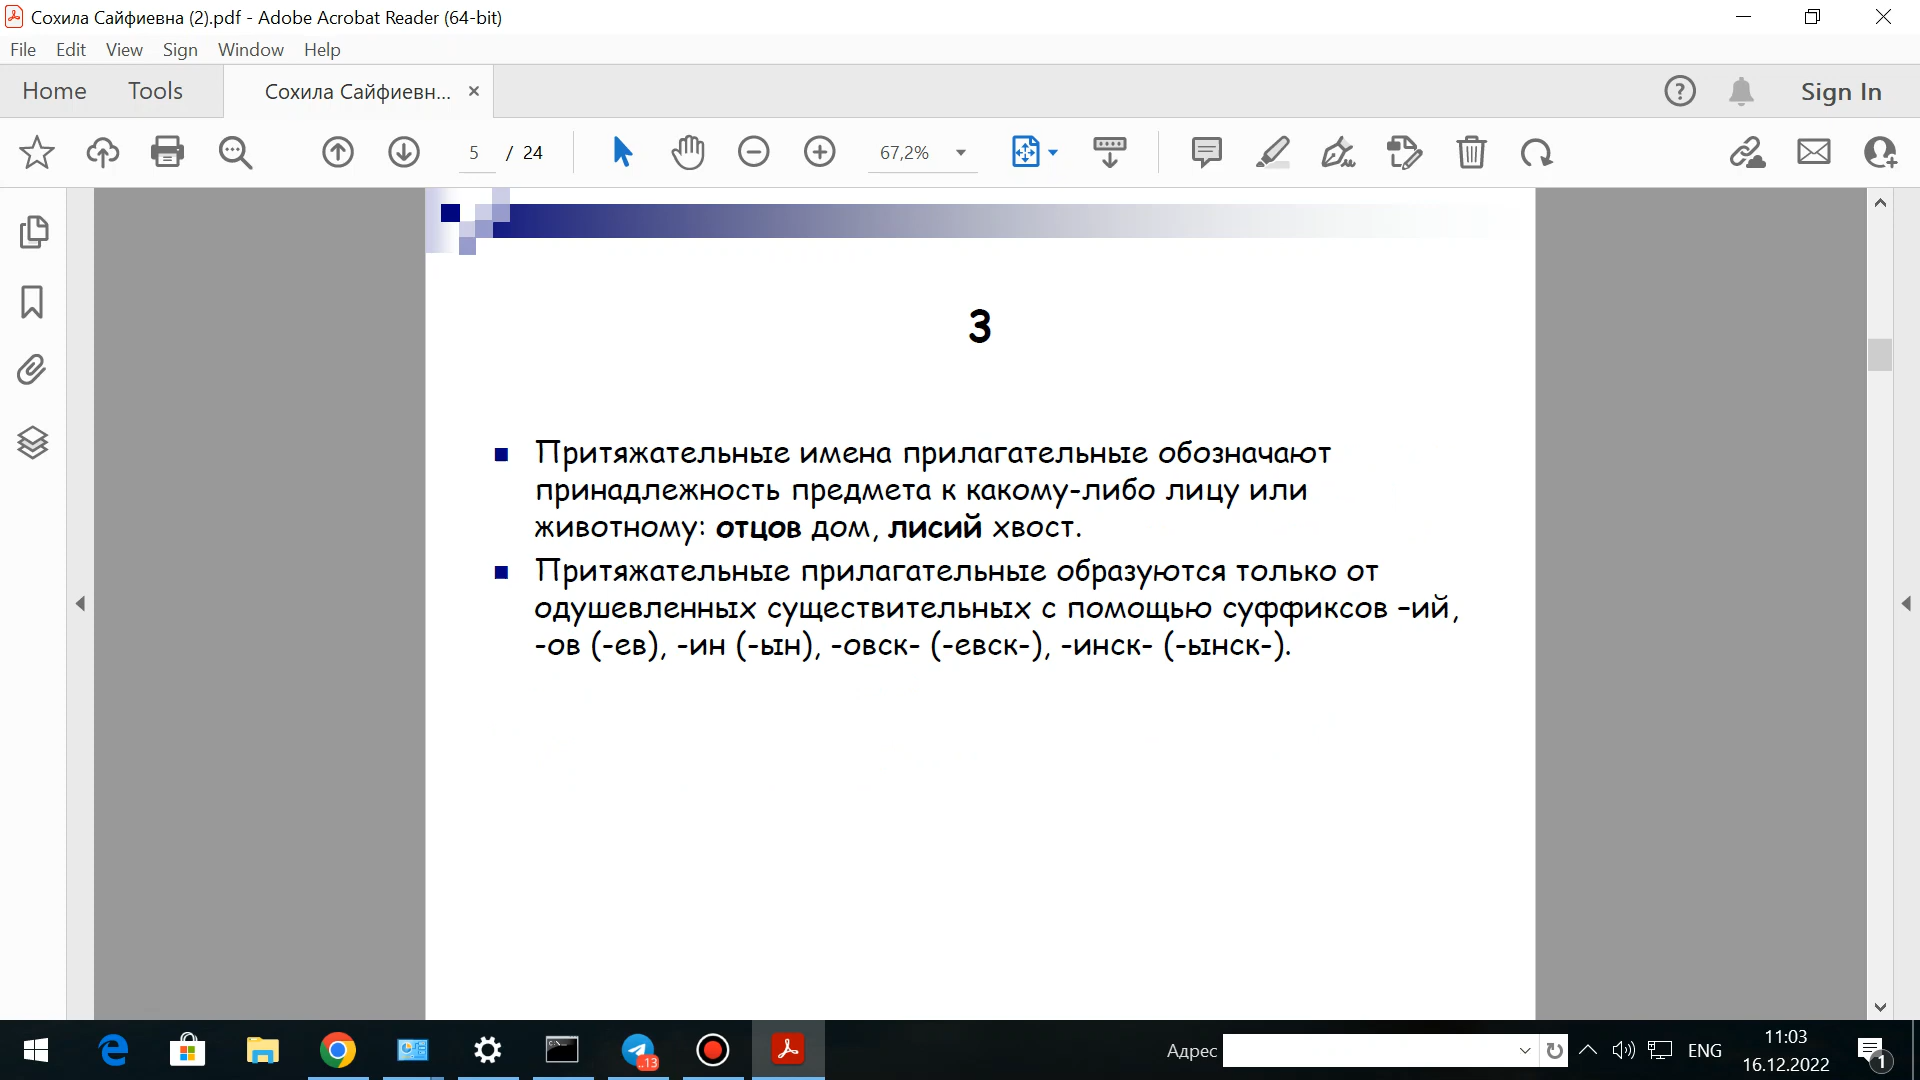 Сохила Сайфиевна (2).pdf - Adobe Acrobat Reader (64-bit)
File Edit View Sign Window Help
Home Tools Сохила Сайфиевн... × Sign In
5 / 24 67,2%
3
Притяжательные имена прилагательные обозначают
принадлежность предмета к какому-либо лицу или
животному: отцов дом, лисий хвост.
Притяжательные прилагательные образуются только от
одушевленных существительных с помощью суффиксов –ий,
-ов (-ев), -ин (-ын), -овск- (-евск-), -инск- (-ынск-).
..13
Адрес ENG 11:03
16.12.2022 1